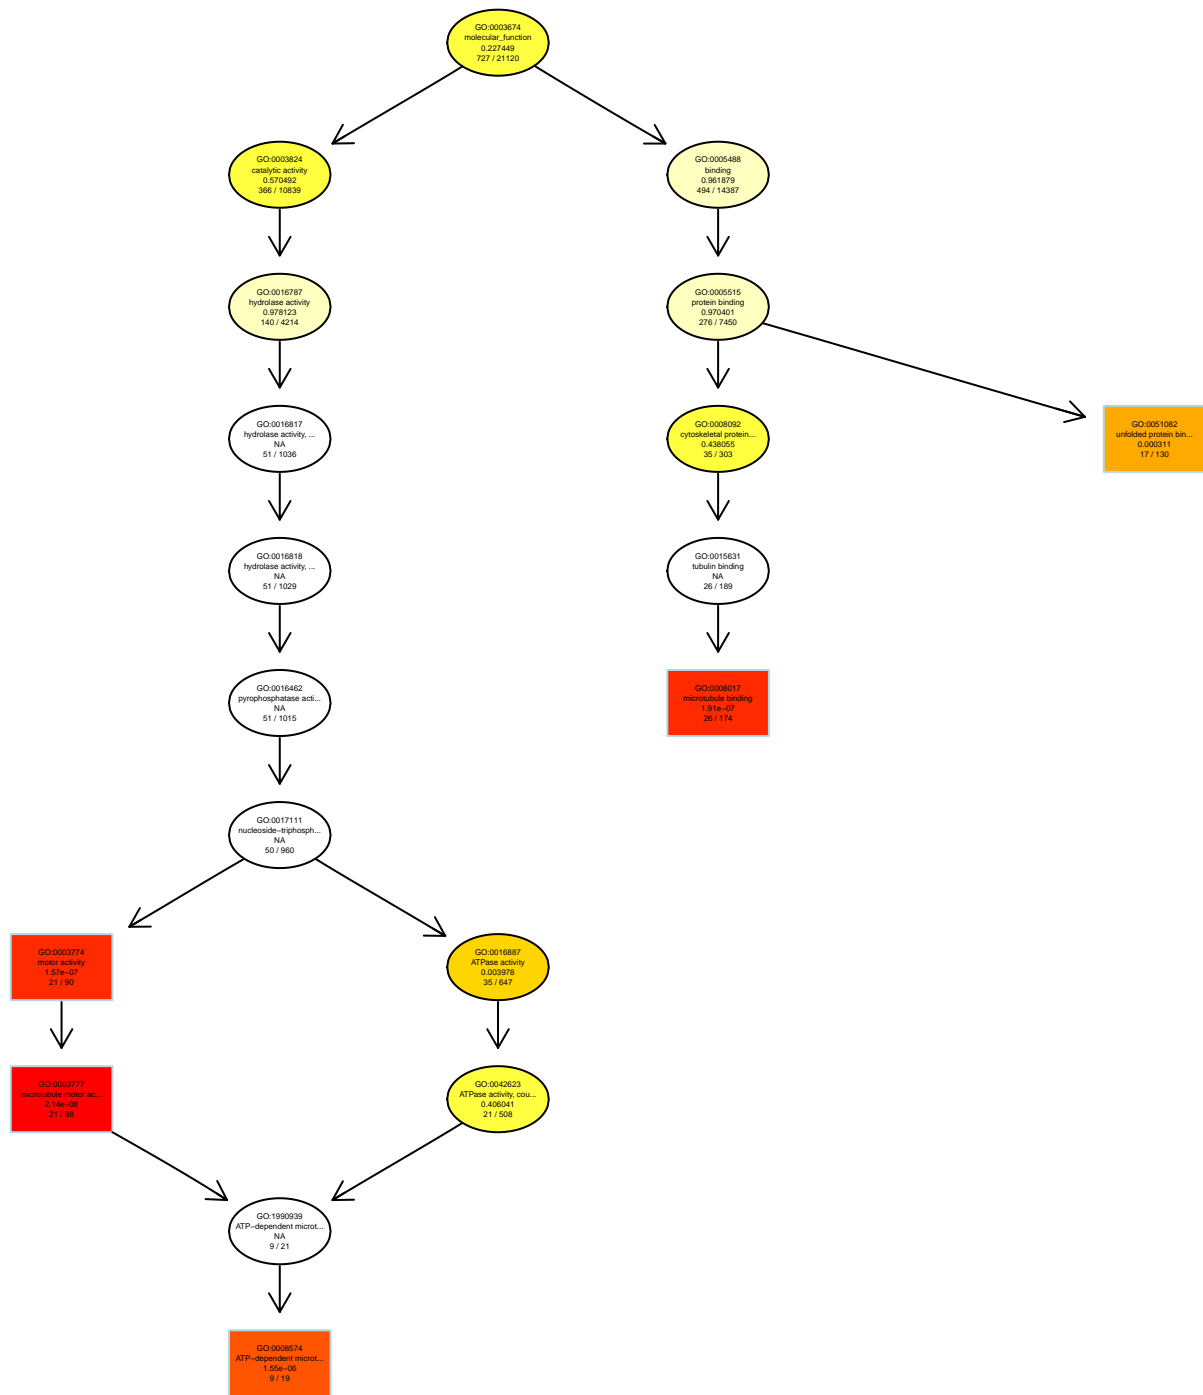 GO:0003674
molecular_function
0.227449
727 / 21120
GO:0003824
catalytic activity
0.570492
366 / 10839
GO:0005488
binding
0.961879
494 / 14387
GO:0016787
hydrolase activity
0.978123
140 / 4214
GO:0005515
protein binding
0.970401
276 / 7450
GO:0016817
hydrolase activity, ...
NA
51 / 1036
GO:0008092
cytoskeletal protein...
0.438055
35 / 303
GO:0051082
unfolded protein bin...
0.000311
17 / 130
GO:0016818
hydrolase activity, ...
NA
51 / 1029
GO:0015631
tubulin binding
NA
26 / 189
GO:0016462
pyrophosphatase acti...
NA
51 / 1015
GO:0008017
microtubule binding
1.91e−07
26 / 174
GO:0017111
nucleoside−triphosph...
NA
50 / 960
GO:0003774
motor activity
1.57e−07
21 / 90
GO:0016887
ATPase activity
0.003978
35 / 647
GO:0003777
microtubule motor ac...
2.14e−08
21 / 88
GO:0042623
ATPase activity, cou...
0.406041
21 / 508
GO:1990939
ATP−dependent microt...
NA
9 / 21
GO:0008574
ATP−dependent microt...
1.55e−06
9 / 19